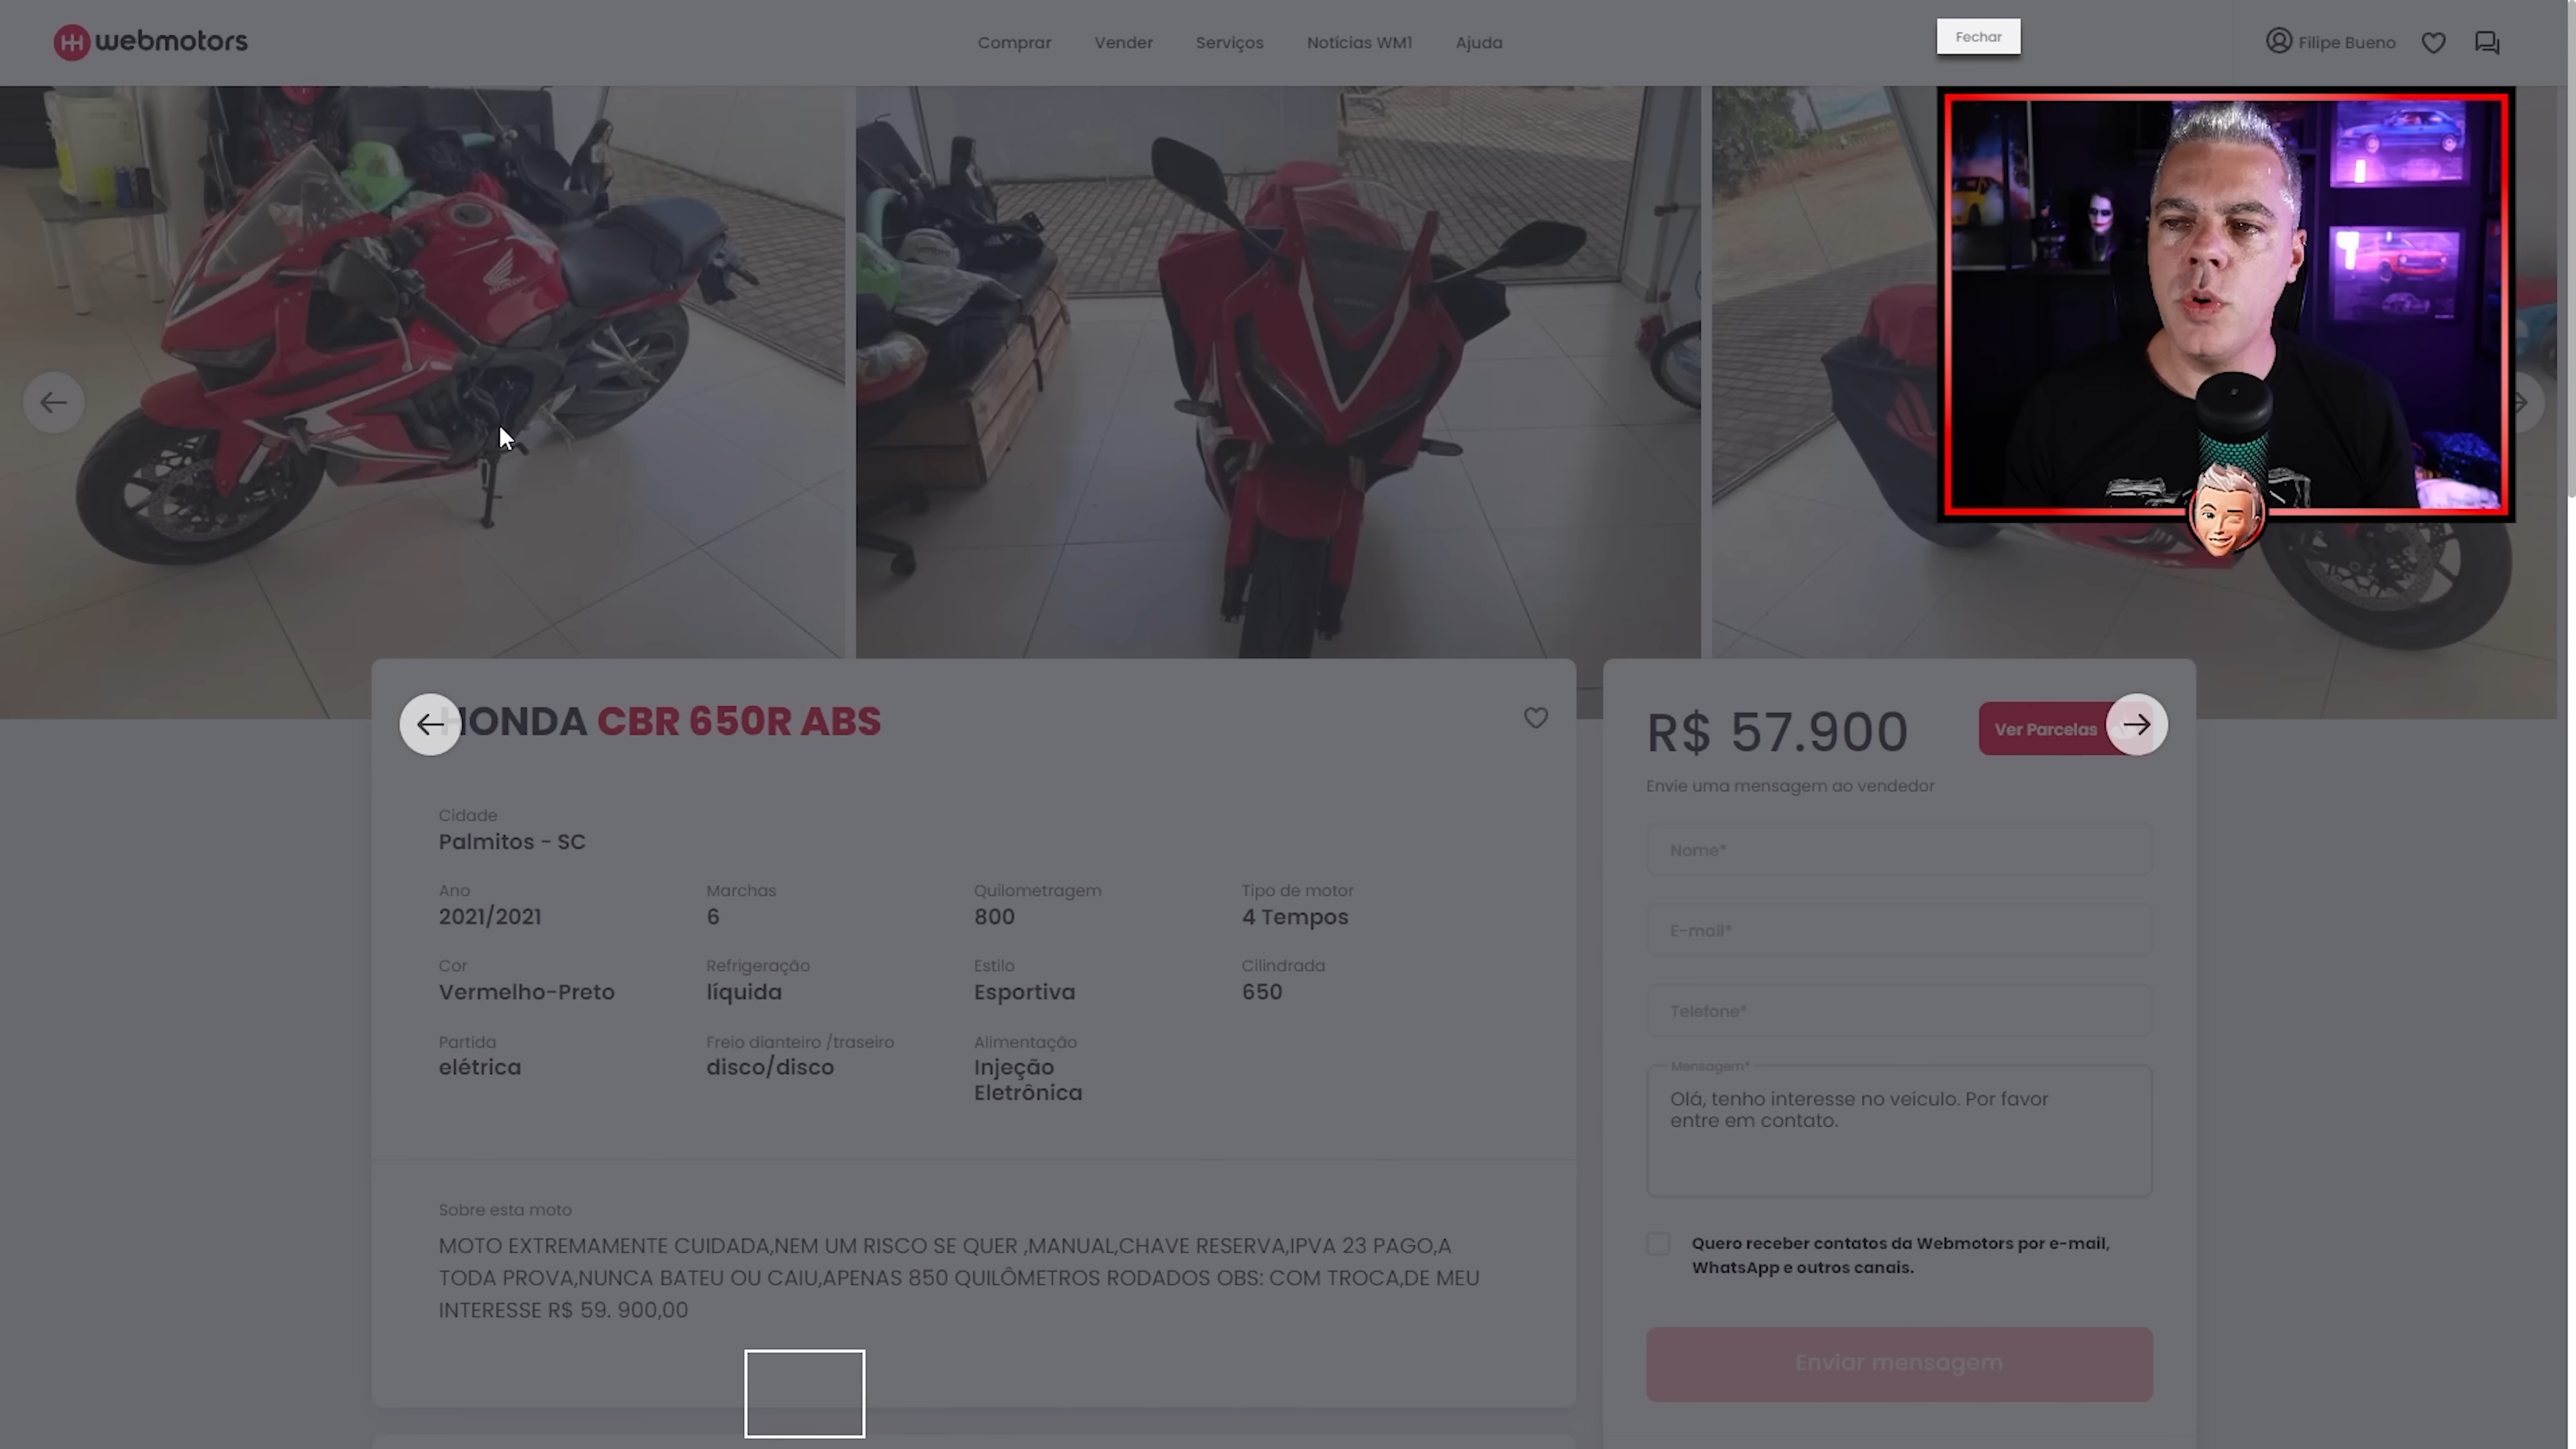 webmotors
Comprar
Vender
Serviços
Notícias WM1
Ajuda
Fechar
Filipe Bueno
HONDA
HONDA CBR 650R ABS
Cidade
Palmitos - SC
Ano
2021/2021
Marchas
6
Quilometragem
800
Tipo de motor
4 Tempos
Cor
Vermelho-Preto
Refrigeração
líquida
Estilo
Esportiva
Cilindrada
650
Partida
elétrica
Freio dianteiro /traseiro
disco/disco
Alimentação
Injeção
Eletrônica
Sobre esta moto
MOTO EXTREMAMENTE CUIDADA,NEM UM RISCO SE QUER ,MANUAL,CHAVE RESERVA,IPVA 23 PAGO,A
TODA PROVA,NUNCA BATEU OU CAIU,APENAS 850 QUILÔMETROS RODADOS OBS: COM TROCA,DE MEU
INTERESSE R$ 59. 900,00
R$ 57.900
Ver Parcelas
Envie uma mensagem ao vendedor
Nome*
E-mail*
Telefone*
Mensagem*
Olá, tenho interesse no veículo. Por favor
entre em contato.
Quero receber contatos da Webmotors por e-mail,
WhatsApp e outros canais.
Enviar mensagem